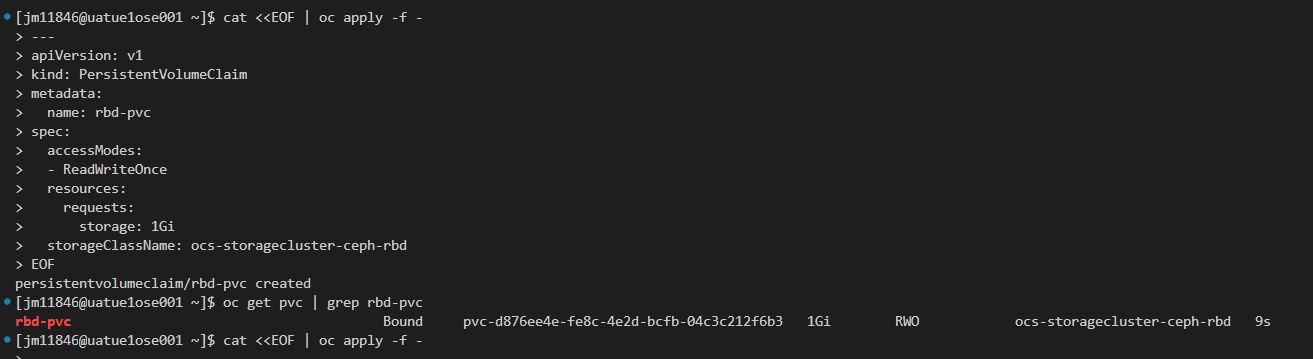 [jm11846@uatue1ose001 ~]$ cat <<EOF | oc apply -f -
> ---
> apiVersion: v1
> kind: PersistentVolumeClaim
> metadata:
>   name: rbd-pvc
> spec:
>   accessModes:
>   - ReadWriteOnce
>   resources:
>     requests:
>       storage: 1Gi
>   storageClassName: ocs-storagecluster-ceph-rbd
> EOF
persistentvolumeclaim/rbd-pvc created
[jm11846@uatue1ose001 ~]$ oc get pvc | grep rbd-pvc
rbd-pvc                                      Bound     pvc-d876ee4e-fe8c-4e2d-bcfb-04c3c212f6b3   1Gi        RWO            ocs-storagecluster-ceph-rbd   9s
[jm11846@uatue1ose001 ~]$ cat <<EOF | oc apply -f -
>